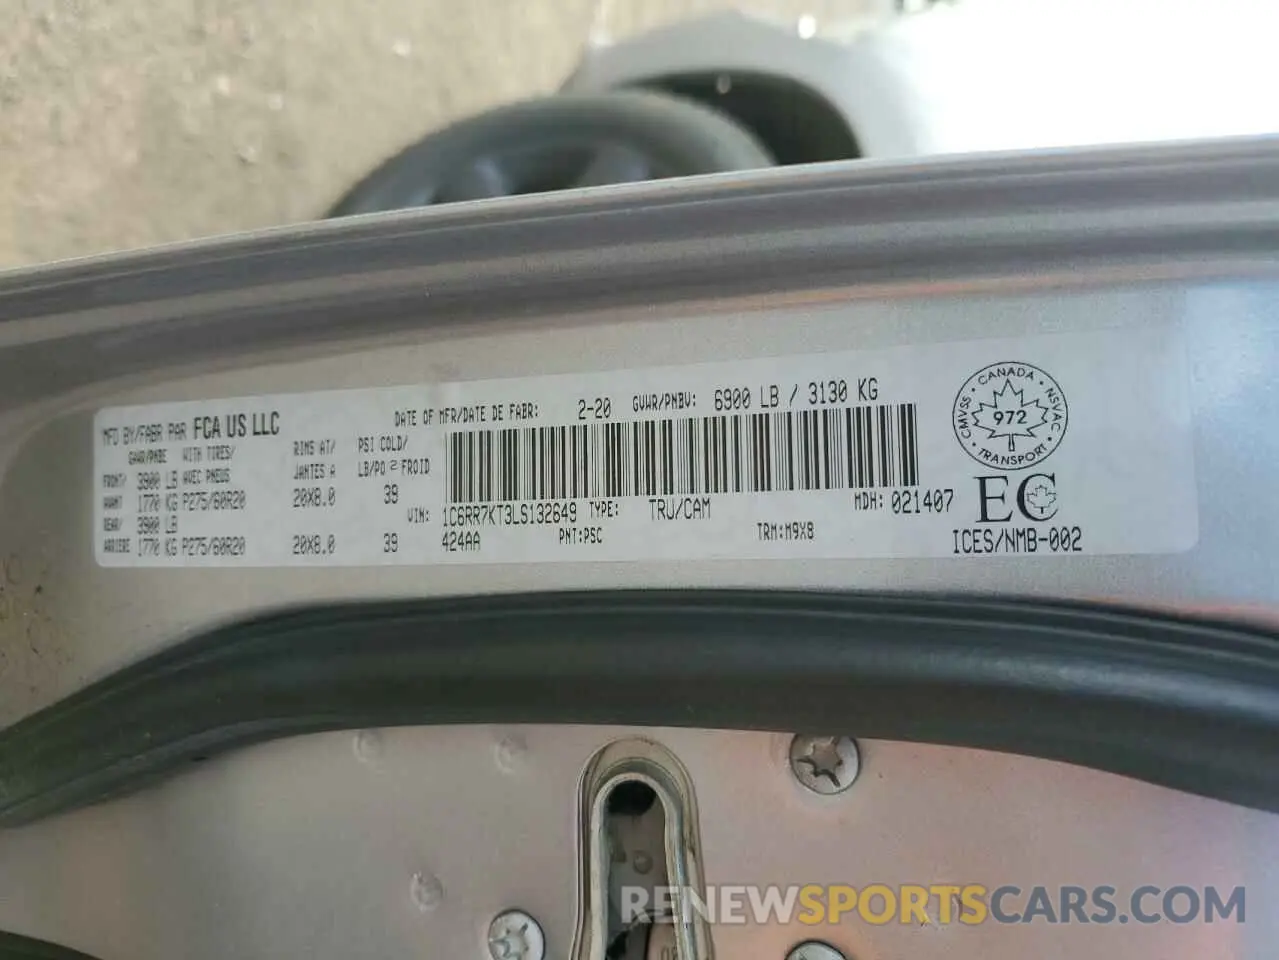 MFD BY/FABR PAR FCA US LLC
DATE OF MFR/DATE DE FABR: 2-20 GVWR/PNBV: 6900 LB / 3130 KG
GAWR/PNBE WITH TIRES/ RIMS AT/ PSI COLD/
AVEC PNEUS JANTES A LB/PO 2 FROID
FRONT/ 3900 LB
AVANT 1770 KG P275/60R20 20X8.0 39
REAR/ 3900 LB
ARRIERE 1770 KG P275/60R20 20X8.0 39
VIN: 1C6RR7KT3LS132649 TYPE: TRU/CAM MDH: 021407
424AA PNT:PSC TRM:M9X8
CANADA
CMVSS NSVAC
972
TRANSPORT
EC
ICES/NMB-002
RENEWSPORTSCARS.COM